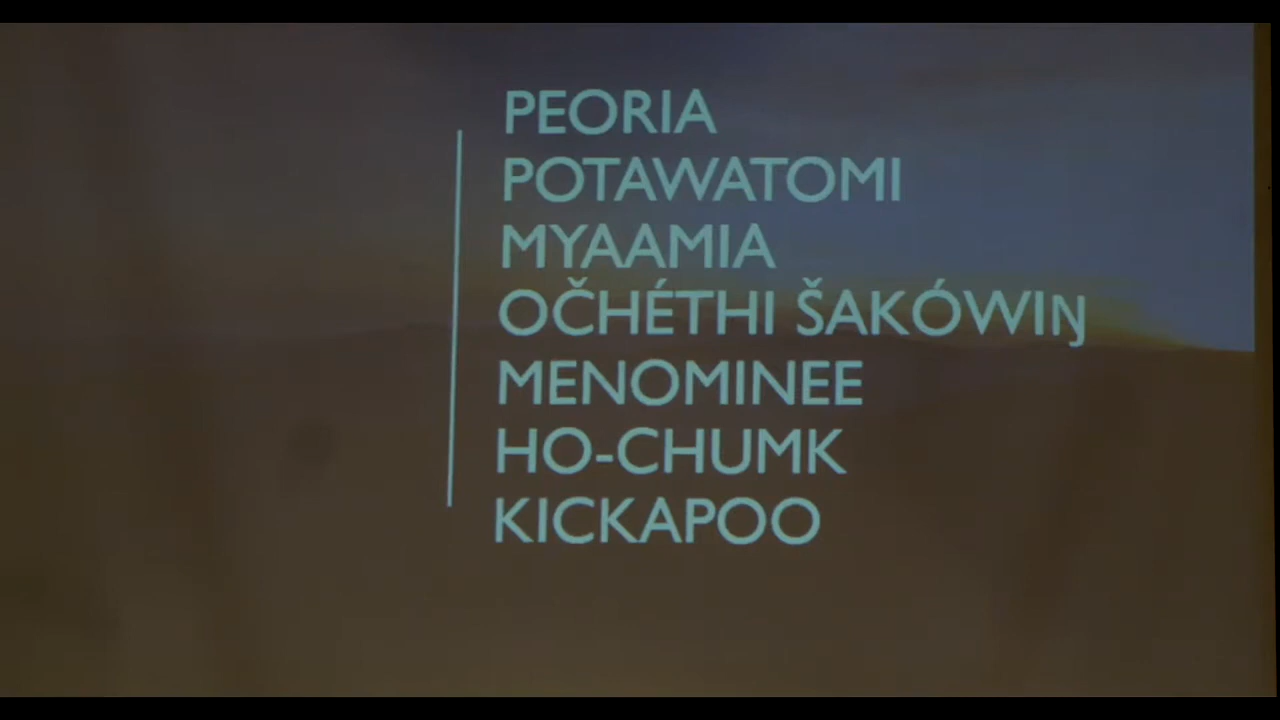 PEORIA
POTAWATOMI
MYAAMIA
OČHÉTHI ŠAKÓWIŊ
MENOMINEE
HO-CHUMK
KICKAPOO